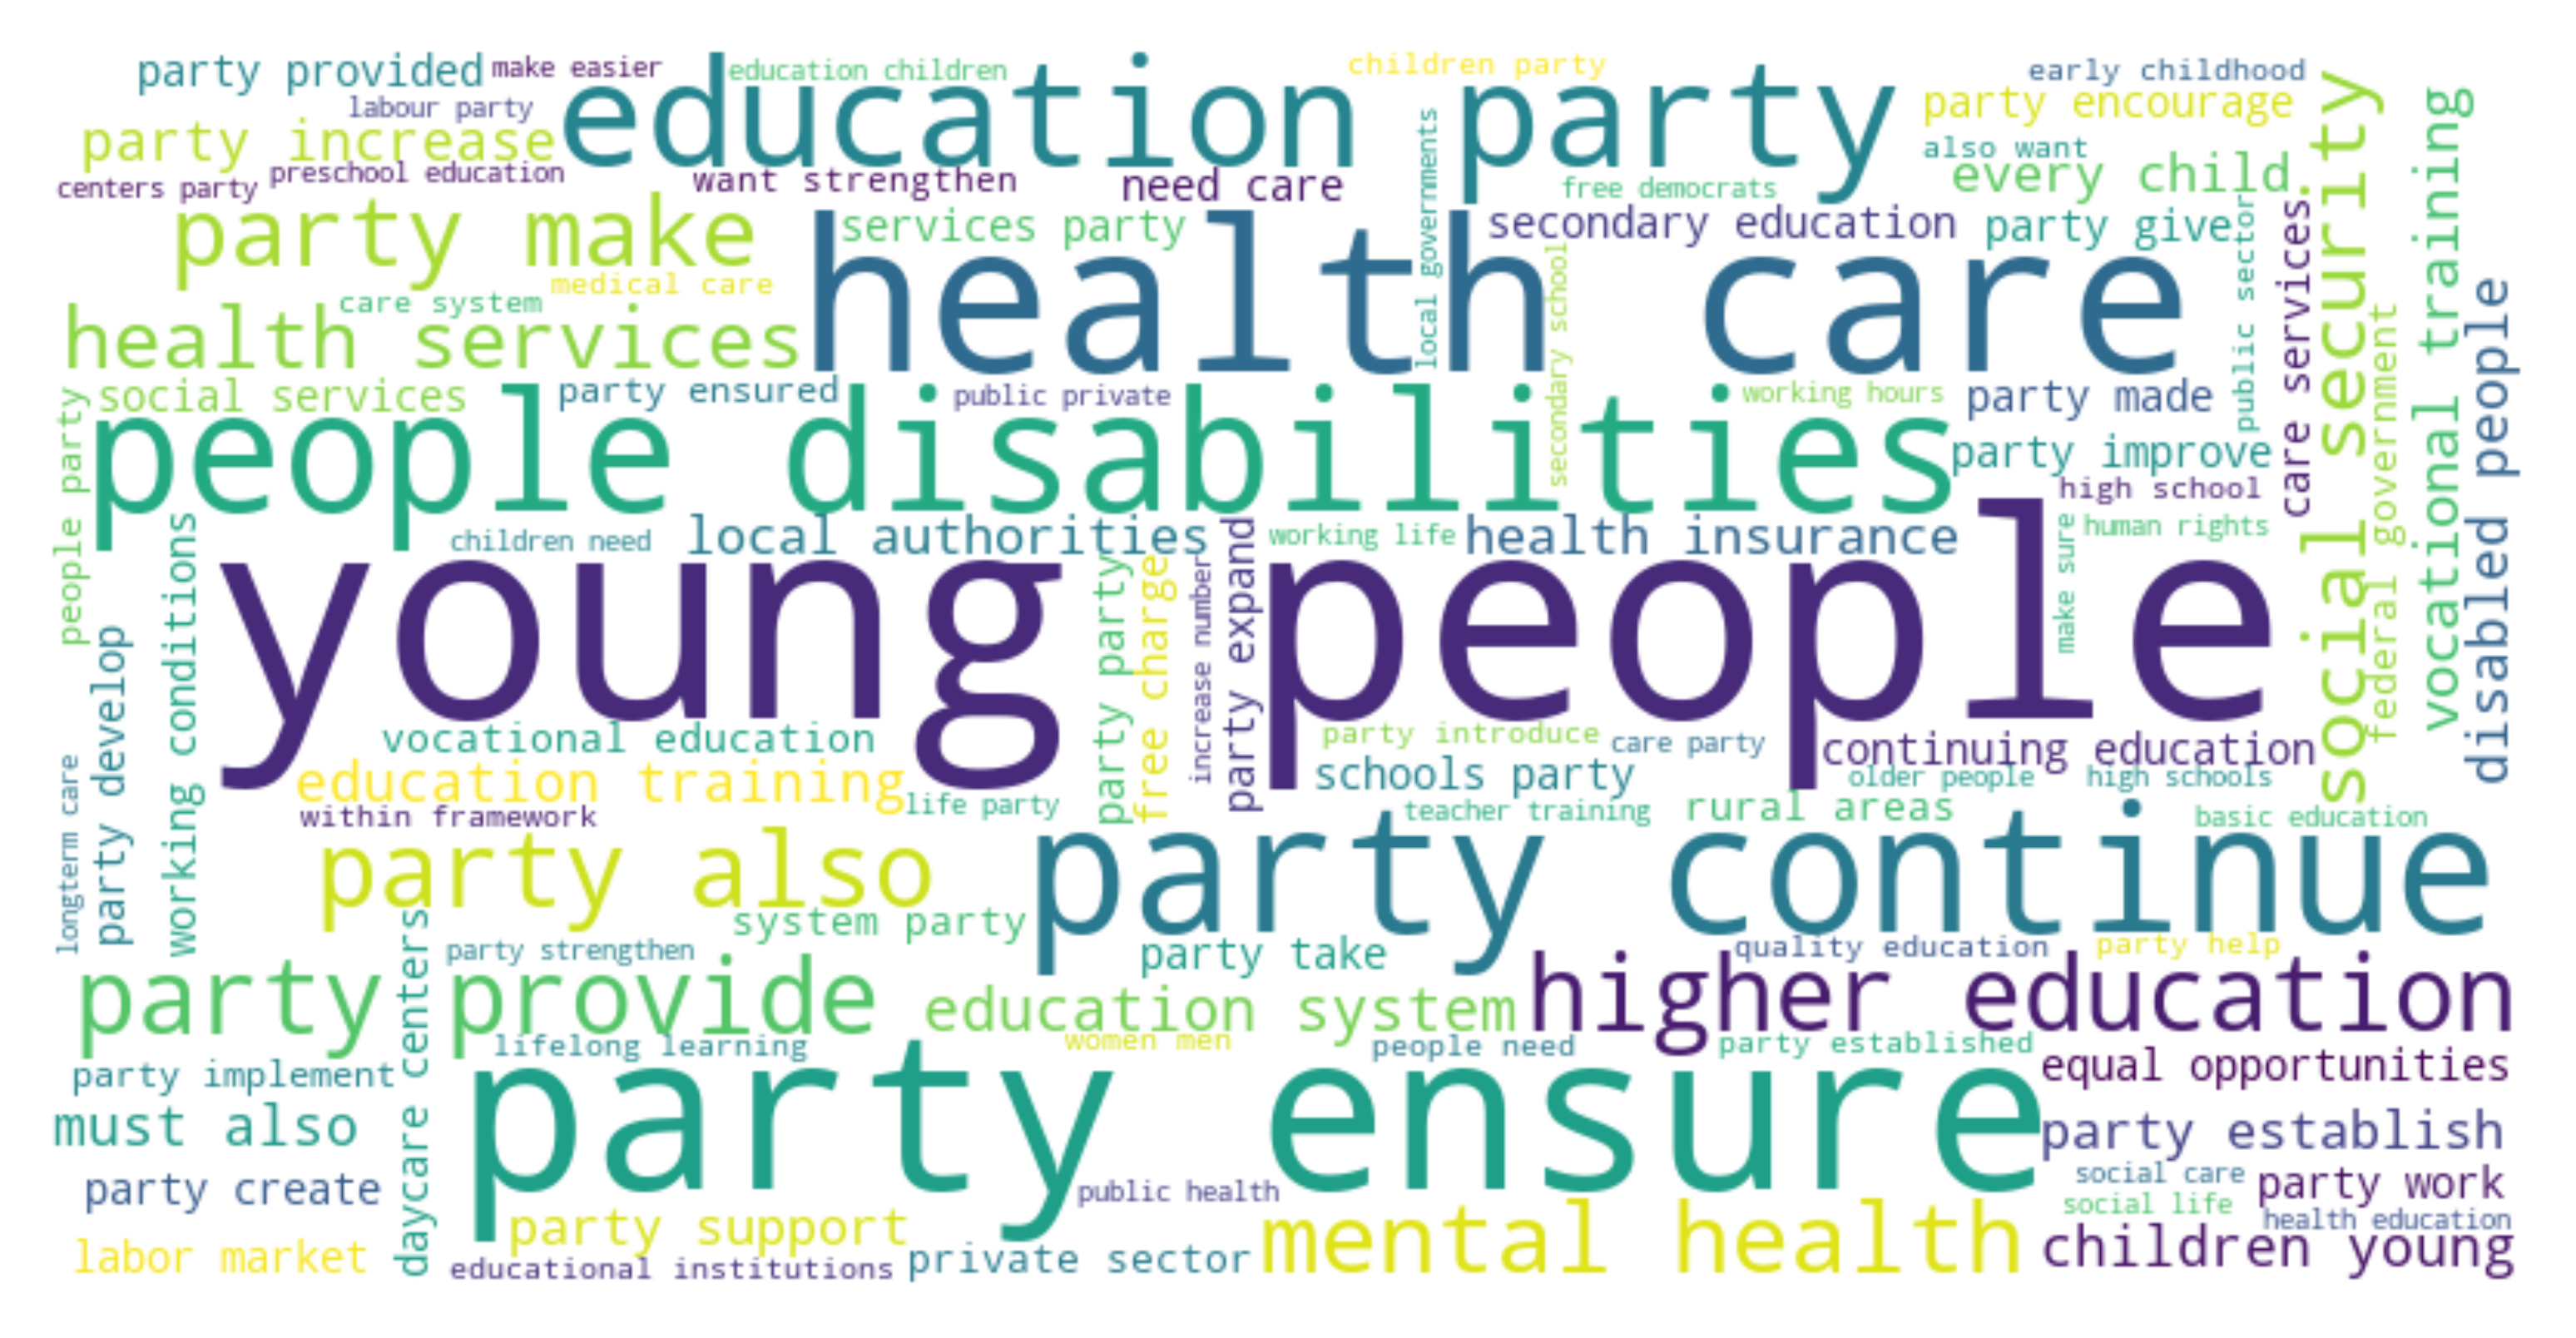 party provided
make easier
education children
children party
early childhood
labour party
education party
party encourage
party increase
also want
centers party
preschool education
want strengthen
need care
free democrats
every child
party make
services party
local governments
secondary education
party give
public sector
care services
social security
vocational training
medical care
health care
care system
health services
secondary school
federal government
disabled people
people party
social services
party ensured
public private
working hours
party made
people disabilities
party improve
high school
working conditions
children need
local authorities
working life
health insurance
make sure
human rights
young people
party party
free charge
increase number
party expand
party develop
longterm care
vocational education
party introduce
care party
continuing education
education training
schools party
older people
high schools
within framework
life party
teacher training
rural areas
basic education
party also
party continue
daycare centers
system party
party strengthen
party take
quality education
party help
party provide
education system
higher education
lifelong learning
women men
people need
party established
party implement
party ensure
equal opportunities
must also
party establish
party create
public health
social care
party work
social life
party support
mental health
health education
labor market
educational institutions
private sector
children young